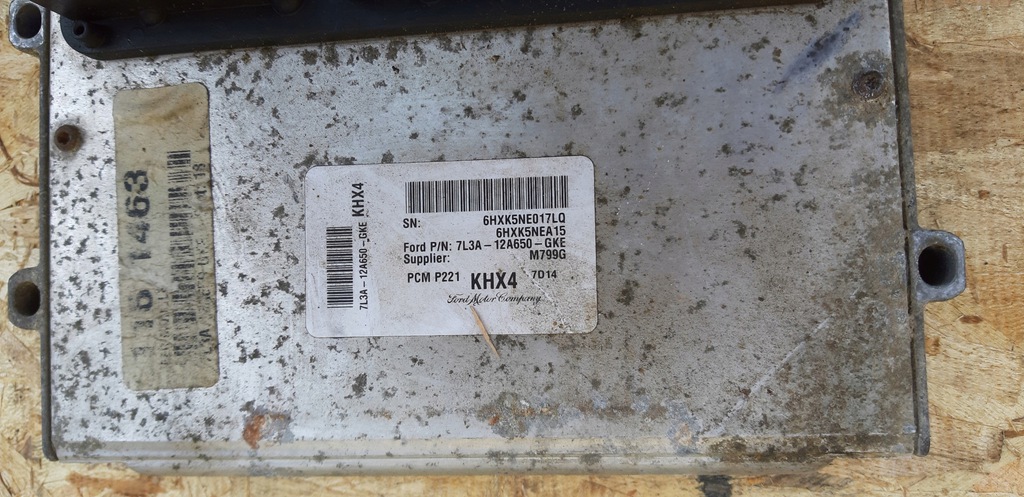 SN: 6HXK5NE017LQ
6HXK5NEA15
Ford P/N: 7L3A-12A650-GKE
Supplier: M799G
PCM P221 KHX4 7D14
Ford Motor Company
7L3A-12A650-GKE KHX4
1463